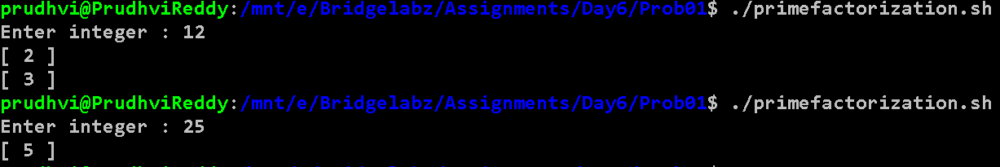 prudhvi@PrudhviReddy:/mnt/e/Bridgelabz/Assignments/Day6/Prob01$ ./primefactorization.sh
Enter integer : 12
[ 2 ]
[ 3 ]
prudhvi@PrudhviReddy:/mnt/e/Bridgelabz/Assignments/Day6/Prob01$ ./primefactorization.sh
Enter integer : 25
[ 5 ]